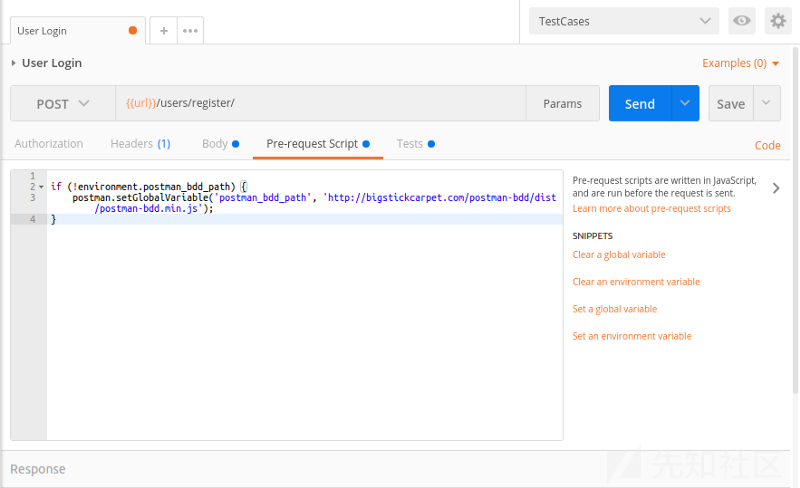 User Login
+
•••
TestCases
User Login
Examples (0)
POST
{{url}}/users/register/
Params
Send
Save
Authorization
Headers (1)
Body
Pre-request Script
Tests
Code
1
2 if (!environment.postman_bdd_path) {
3 postman.setGlobalVariable('postman_bdd_path', 'http://bigstickcarpet.com/postman-bdd/dist
/postman-bdd.min.js');
4 }
Pre-request scripts are written in JavaScript,
and are run before the request is sent.
Learn more about pre-request scripts
SNIPPETS
Clear a global variable
Clear an environment variable
Set a global variable
Set an environment variable
Response
先知社区